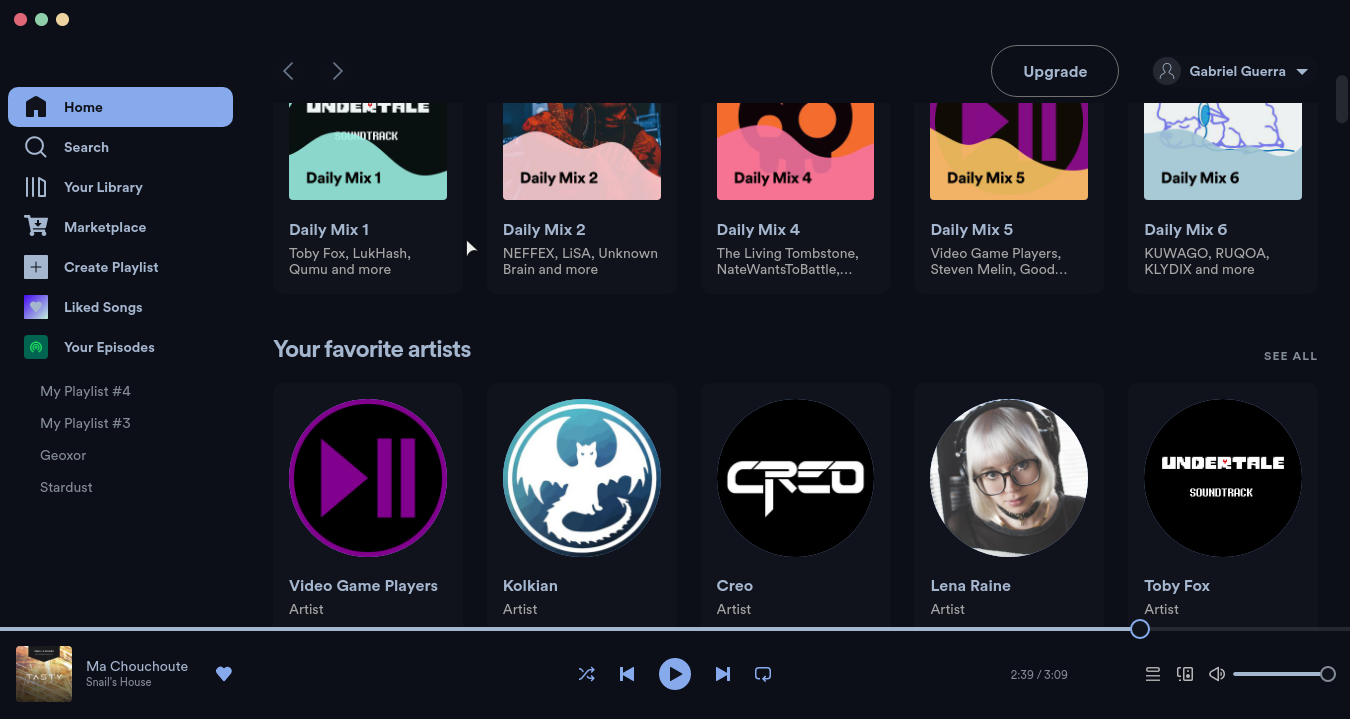 Upgrade
Gabriel Guerra
Home
Search
Your Library
Marketplace
Create Playlist
Liked Songs
Your Episodes
My Playlist #4
My Playlist #3
Geoxor
Stardust
UNDERTALE
SOUNDTRACK
Daily Mix 1
Daily Mix 2
Daily Mix 4
Daily Mix 5
Daily Mix 6
Daily Mix 1
Toby Fox, LukHash,
Qumu and more
Daily Mix 2
NEFFEX, LiSA, Unknown
Brain and more
Daily Mix 4
The Living Tombstone,
NateWantsToBattle,...
Daily Mix 5
Video Game Players,
Steven Melin, Good...
Daily Mix 6
KUWAGO, RUQOA,
KLYDIX and more
Your favorite artists
SEE ALL
CREO
UNDERTALE
SOUNDTRACK
Video Game Players
Artist
Kolkian
Artist
Creo
Artist
Lena Raine
Artist
Toby Fox
Artist
TASTY
Ma Chouchoute
Snail's House
2:39 / 3:09